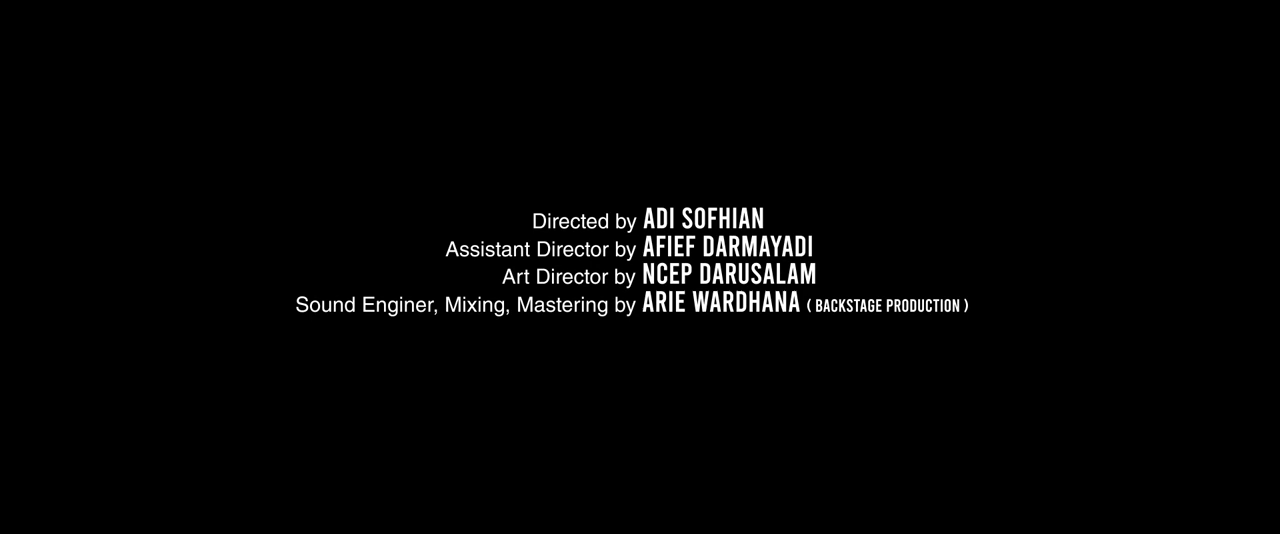 Directed by ADI SOFHIAN
Assistant Director by AFIEF DARMAYADI
Art Director by NCEP DARUSALAM
Sound Enginer, Mixing, Mastering by ARIE WARDHANA ( BACKSTAGE PRODUCTION )